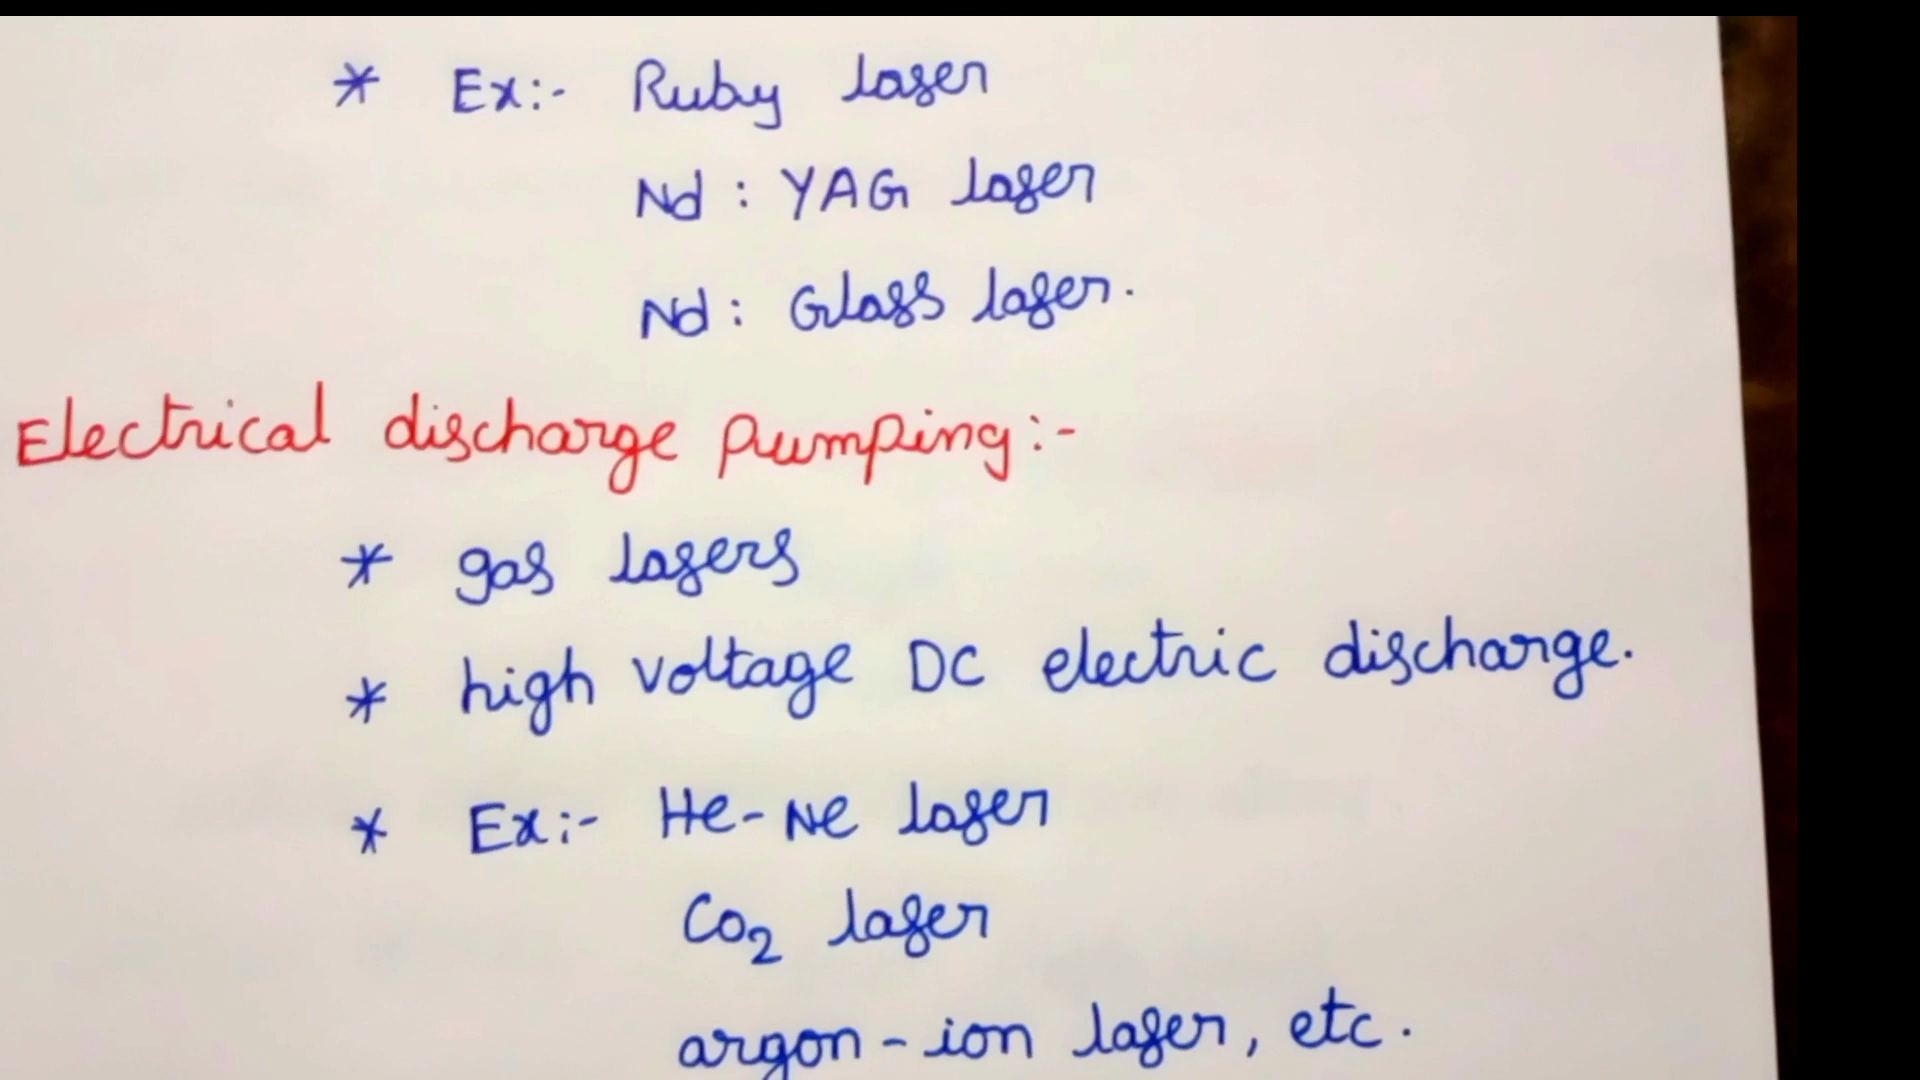 * Ex:- Ruby laser
Nd : YAG laser
Nd : Glass laser.
Electrical discharge pumping:-
* gas lasers
* high voltage DC electric discharge.
* Ex:- He-Ne laser
Co₂ laser
argon-ion laser, etc.